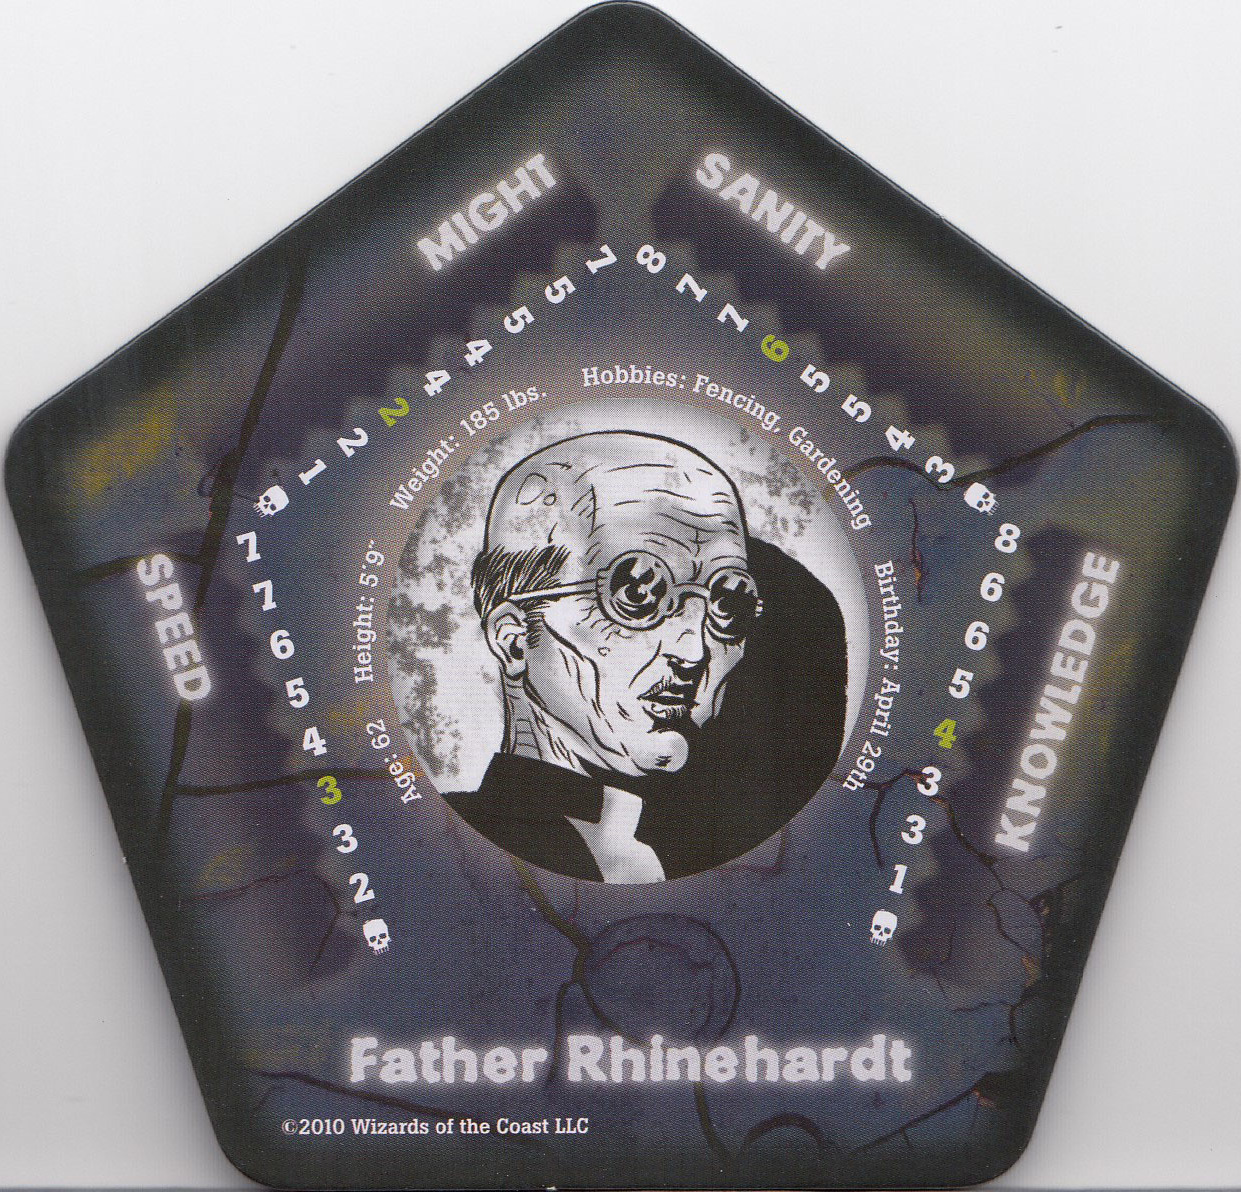 MIGHT
SANITY
SPEED
KNOWLEDGE
1 2 2 4 4 5 5 7
8 7 7 6 5 5 4 3
7 7 6 5 4 3 3 2
8 6 6 5 4 3 3 1
Age: 62
Height: 5'9"
Weight: 185 lbs.
Hobbies: Fencing, Gardening
Birthday: April 29th
Father Rhinehardt
©2010 Wizards of the Coast LLC